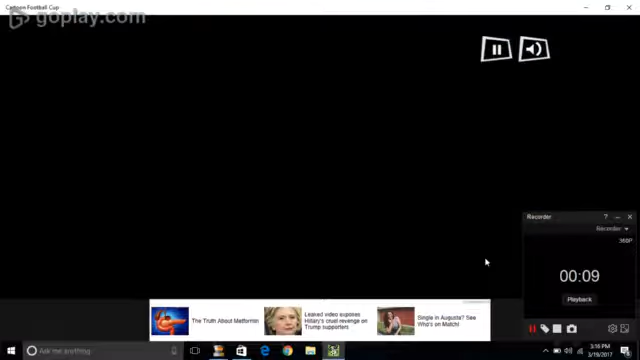 Cartoon Football Cup
goplay.com
Recorder
?
Recorder
360P
00:09
Playback
The Truth About Metformin
Leaked video exposes
Hillary's cruel revenge on
Trump supporters
Single in Augusta? See
Who's on Match!
Ask me anything
3:18 PM
3/19/2017